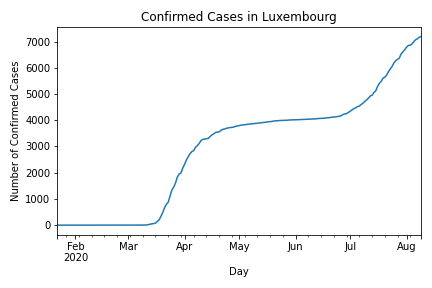 Confirmed Cases in Luxembourg
Number of Confirmed Cases
7000
6000
5000
4000
3000
2000
1000
0
Feb Mar Apr May Jun Jul Aug
2020
Day